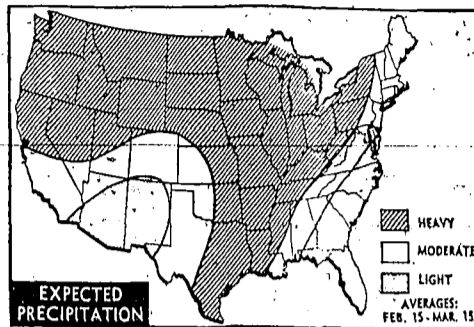 HEAVY
MODERATE
LIGHT
AVERAGES:
FEB. 15 - MAR. 15
EXPECTED
PRECIPITATION